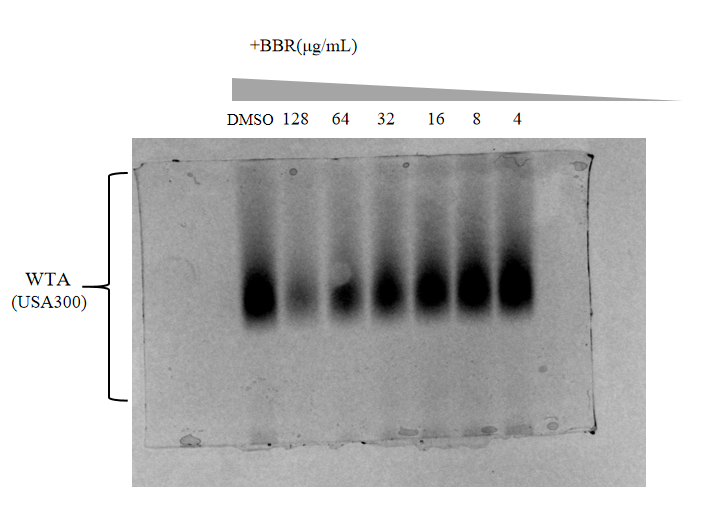 +BBR(μg/mL)
DMSO 128 64 32 16 8 4
WTA
(USA300)